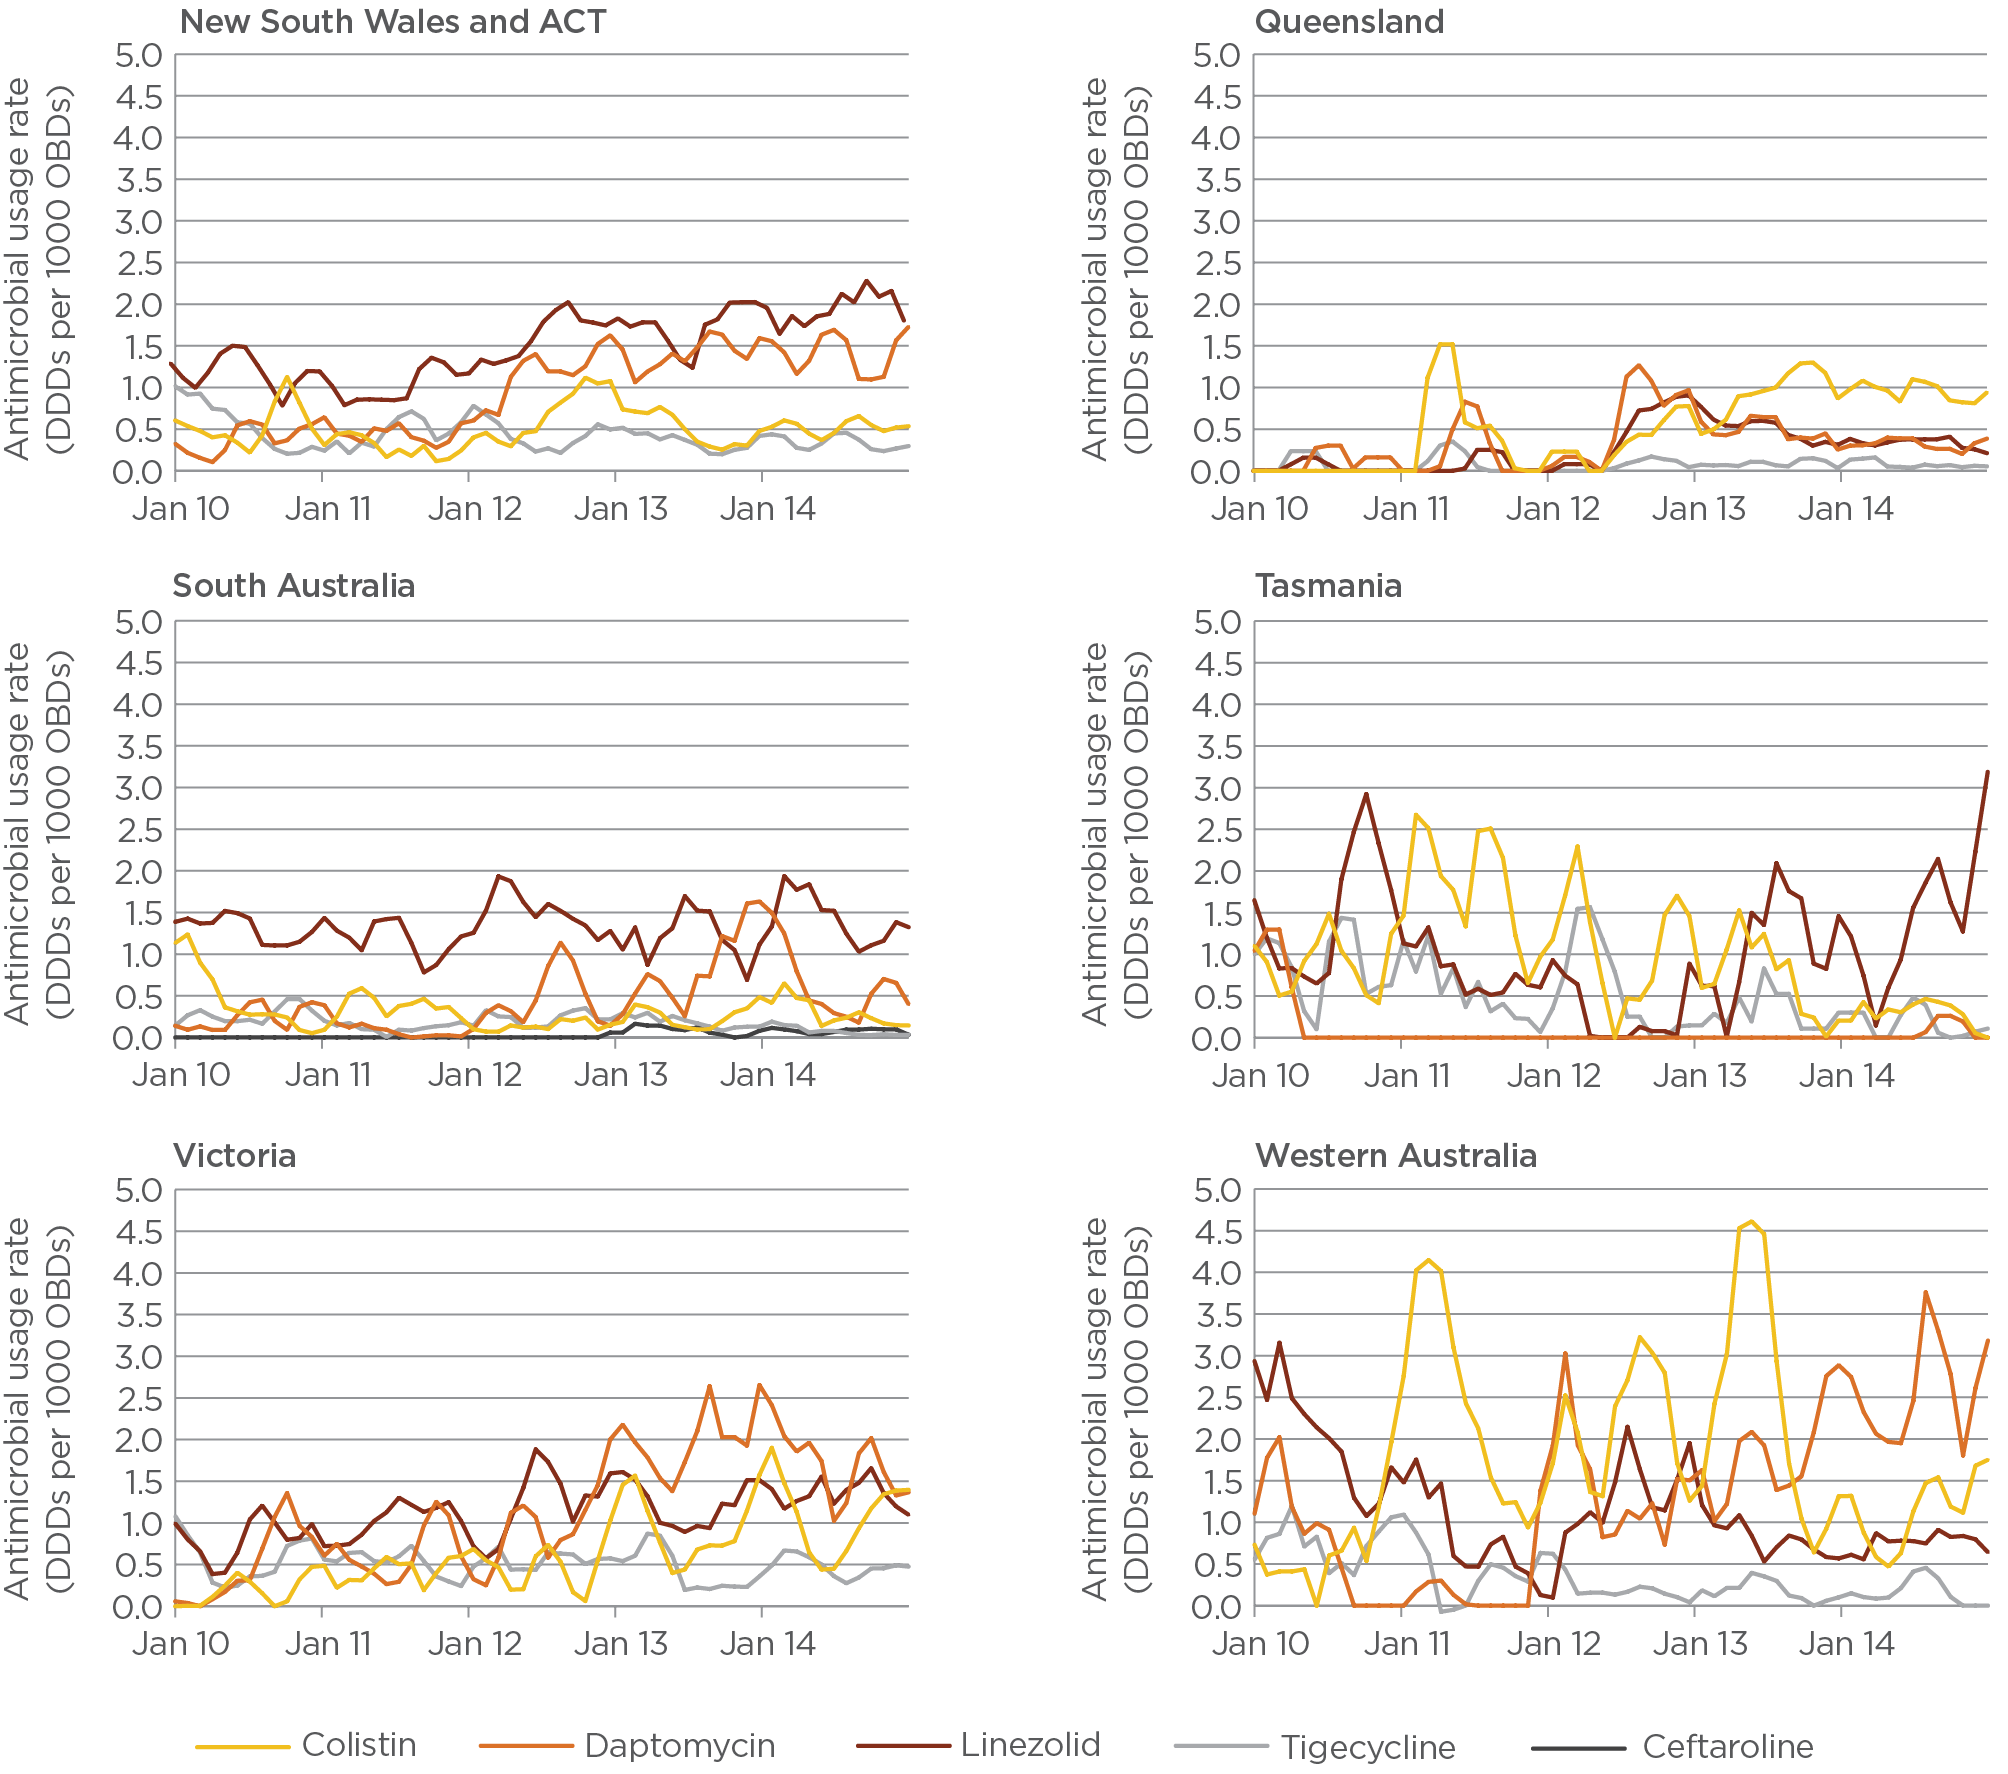 New South Wales and ACT
Antimicrobial usage rate
(DDDs per 1000 OBDs)
5.0
4.5
4.0
3.5
3.0
2.5
2.0
1.5
1.0
0.5
0.0
Jan 10 Jan 11 Jan 12 Jan 13 Jan 14
Queensland
Antimicrobial usage rate
(DDDs per 1000 OBDs)
5.0
4.5
4.0
3.5
3.0
2.5
2.0
1.5
1.0
0.5
0.0
Jan 10 Jan 11 Jan 12 Jan 13 Jan 14
South Australia
Antimicrobial usage rate
(DDDs per 1000 OBDs)
5.0
4.5
4.0
3.5
3.0
2.5
2.0
1.5
1.0
0.5
0.0
Jan 10 Jan 11 Jan 12 Jan 13 Jan 14
Tasmania
Antimicrobial usage rate
(DDDs per 1000 OBDs)
5.0
4.5
4.0
3.5
3.0
2.5
2.0
1.5
1.0
0.5
0.0
Jan 10 Jan 11 Jan 12 Jan 13 Jan 14
Victoria
Antimicrobial usage rate
(DDDs per 1000 OBDs)
5.0
4.5
4.0
3.5
3.0
2.5
2.0
1.5
1.0
0.5
0.0
Jan 10 Jan 11 Jan 12 Jan 13 Jan 14
Western Australia
Antimicrobial usage rate
(DDDs per 1000 OBDs)
5.0
4.5
4.0
3.5
3.0
2.5
2.0
1.5
1.0
0.5
0.0
Jan 10 Jan 11 Jan 12 Jan 13 Jan 14
Colistin Daptomycin Linezolid Tigecycline Ceftaroline